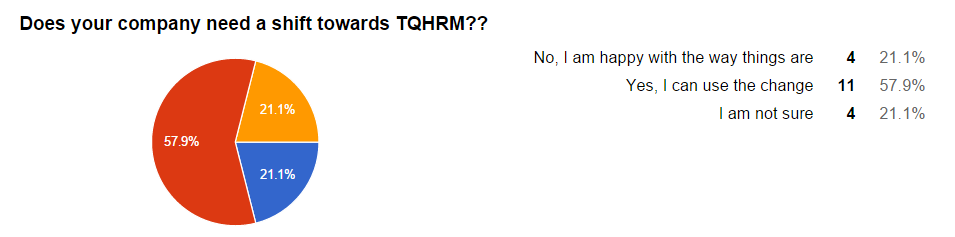 Does your company need a shift towards TQHRM??
No, I am happy with the way things are 4 21.1%
Yes, I can use the change 11 57.9%
I am not sure 4 21.1%
21.1%
57.9%
21.1%